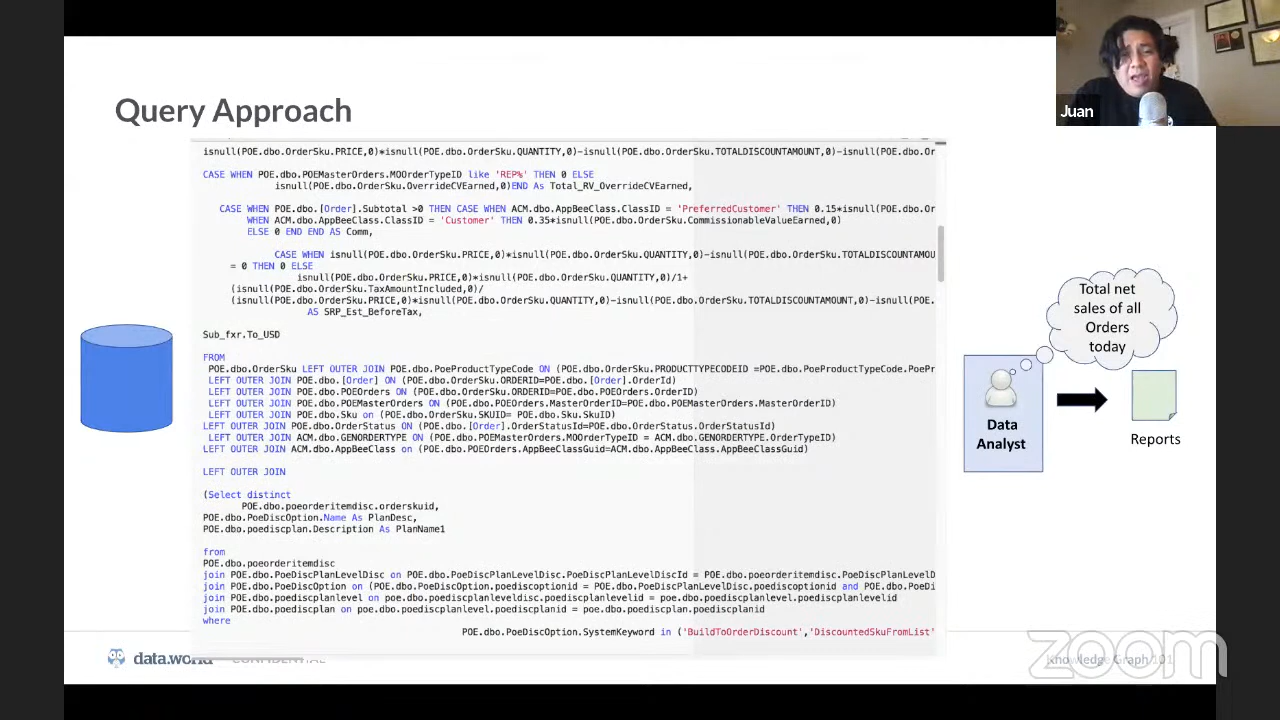 Juan
Query Approach
isnull(POE.dbo.OrderSku.PRICE,0)*isnull(POE.dbo.OrderSku.QUANTITY,0)-isnull(POE.dbo.OrderSku.TOTALDISCOUNTAMOUNT,0)-isnull(POE.dbo.Or
CASE WHEN POE.dbo.POEMasterOrders.MOOrderTypeID like 'REP%' THEN 0 ELSE
isnull(POE.dbo.OrderSku.OverrideCVEarned,0)END As Total_RV_OverrideCVEarned,
CASE WHEN POE.dbo.[Order].Subtotal >0 THEN CASE WHEN ACM.dbo.AppBeeClass.ClassID = 'PreferredCustomer' THEN 0.15*isnull(POE.dbo.Or
WHEN ACM.dbo.AppBeeClass.ClassID = 'Customer' THEN 0.35*isnull(POE.dbo.OrderSku.CommissionableValueEarned,0)
ELSE 0 END END AS Comm,
CASE WHEN isnull(POE.dbo.OrderSku.PRICE,0)*isnull(POE.dbo.OrderSku.QUANTITY,0)-isnull(POE.dbo.OrderSku.TOTALDISCOUNTAMOU
= 0 THEN 0 ELSE
isnull(POE.dbo.OrderSku.PRICE,0)*isnull(POE.dbo.OrderSku.QUANTITY,0)/1+
(isnull(POE.dbo.OrderSku.TaxAmountIncluded,0)/
(isnull(POE.dbo.OrderSku.PRICE,0)*isnull(POE.dbo.OrderSku.QUANTITY,0)-isnull(POE.dbo.OrderSku.TOTALDISCOUNTAMOUNT,0)-isnull(POE.
AS SRP_Est_BeforeTax,
Sub_fxr.To_USD
FROM
POE.dbo.OrderSku LEFT OUTER JOIN POE.dbo.PoeProductTypeCode ON (POE.dbo.OrderSku.PRODUCTTYPECODEID =POE.dbo.PoeProductTypeCode.PoePr
LEFT OUTER JOIN POE.dbo.[Order] ON (POE.dbo.OrderSku.ORDERID=POE.dbo.[Order].OrderId)
LEFT OUTER JOIN POE.dbo.POEOrders ON (POE.dbo.OrderSku.ORDERID=POE.dbo.POEOrders.OrderID)
LEFT OUTER JOIN POE.dbo.POEMasterOrders ON (POE.dbo.POEOrders.MasterOrderID=POE.dbo.POEMasterOrders.MasterOrderID)
LEFT OUTER JOIN POE.dbo.Sku on (POE.dbo.OrderSku.SKUID= POE.dbo.Sku.SkuID)
LEFT OUTER JOIN POE.dbo.OrderStatus ON (POE.dbo.[Order].OrderStatusId=POE.dbo.OrderStatus.OrderStatusId)
LEFT OUTER JOIN ACM.dbo.GENORDERTYPE ON (POE.dbo.POEMasterOrders.MOOrderTypeID = ACM.dbo.GENORDERTYPE.OrderTypeID)
LEFT OUTER JOIN ACM.dbo.AppBeeClass on (POE.dbo.POEOrders.AppBeeClassGuid=ACM.dbo.AppBeeClass.AppBeeClassGuid)
LEFT OUTER JOIN
(Select distinct
POE.dbo.poeorderitemdisc.orderskuid,
POE.dbo.PoeDiscOption.Name As PlanDesc,
POE.dbo.poediscplan.Description As PlanName1
from
POE.dbo.poeorderitemdisc
join POE.dbo.PoeDiscPlanLevelDisc on POE.dbo.PoeDiscPlanLevelDisc.PoeDiscPlanLevelDiscId = POE.dbo.poeorderitemdisc.PoeDiscPlanLevelD
join POE.dbo.PoeDiscOption on (POE.dbo.PoeDiscOption.poediscoptionid = POE.dbo.PoeDiscPlanLevelDisc.poediscoptionid and POE.dbo.PoeDi
join POE.dbo.poediscplanlevel on poe.dbo.poediscplanleveldisc.poediscplanlevelid = poe.dbo.poediscplanlevel.poediscplanlevelid
join POE.dbo.poediscplan on poe.dbo.poediscplanlevel.poediscplanid = poe.dbo.poediscplan.poediscplanid
where
POE.dbo.PoeDiscOption.SystemKeyword in ('BuildToOrderDiscount','DiscountedSkuFromList'
Total net
sales of all
Orders
today
Data
Analyst
Reports
data.world
CONFIDENTIAL
Knowledge Graph 101
zoom